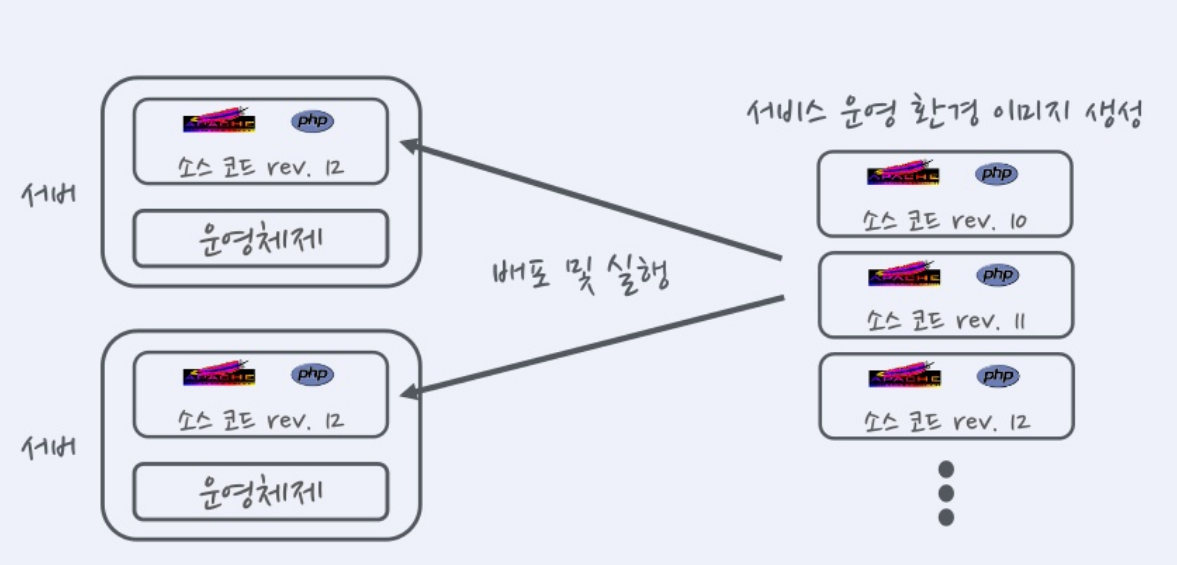 서버
APACHE php
소스 코드 rev. 12
운영체제
서버
APACHE php
소스 코드 rev. 12
운영체제
배포 및 실행
서비스 운영 환경 이미지 생성
APACHE php
소스 코드 rev. 10
APACHE php
소스 코드 rev. 11
APACHE php
소스 코드 rev. 12